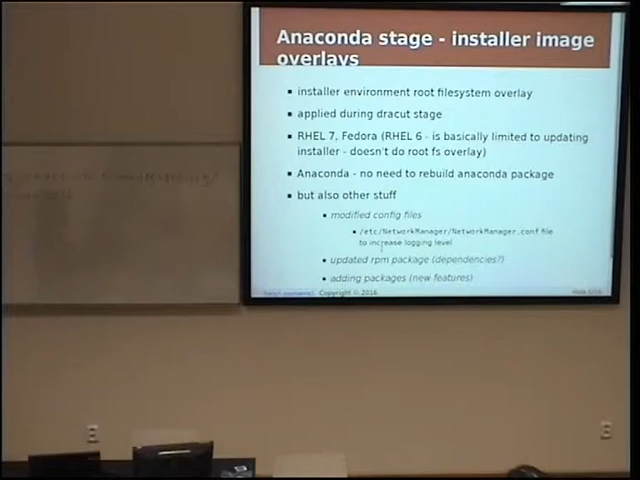 Anaconda stage - installer image
overlays
installer environment root filesystem overlay
applied during dracut stage
RHEL 7, Fedora (RHEL 6 - is basically limited to updating
installer - doesn't do root fs overlay)
Anaconda - no need to rebuild anaconda package
but also other stuff
modified config files
/etc/NetworkManager/NetworkManager.conf file
to increase logging level
updated rpm package (dependencies?)
adding packages (new features)
Copyright © 2016